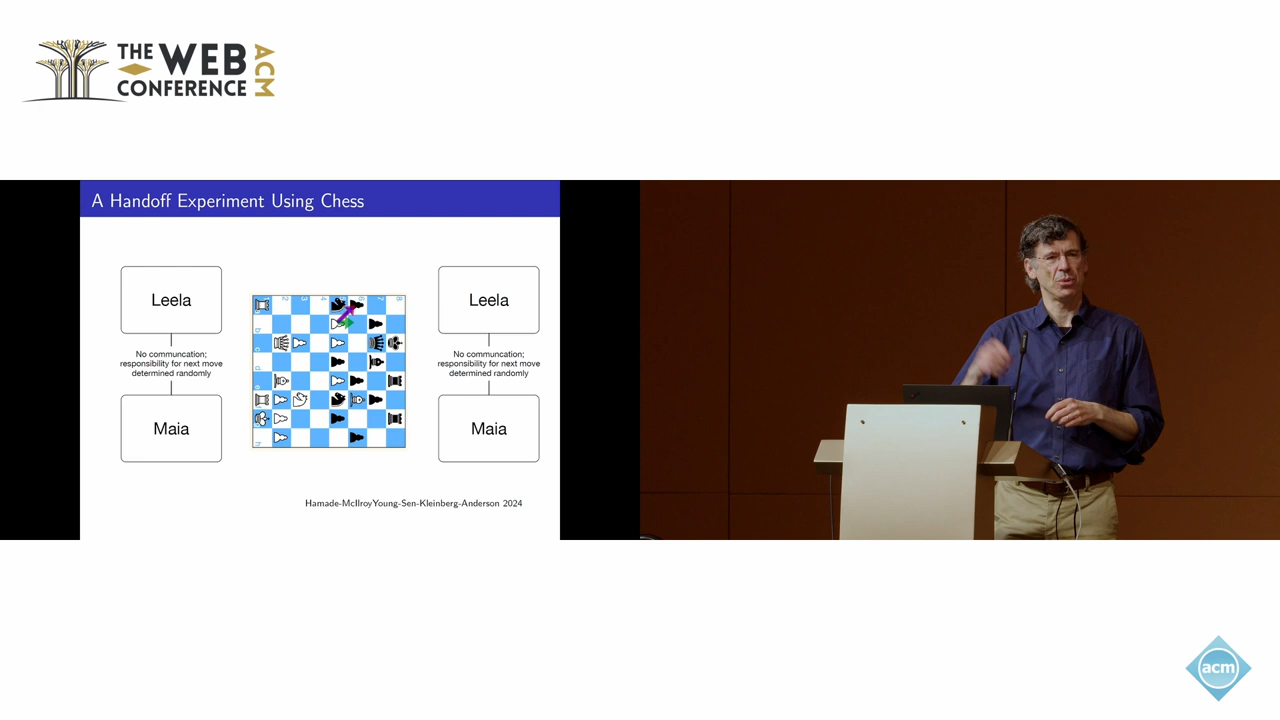 THE WEB
CONFERENCE
ACM
A Handoff Experiment Using Chess
Leela
No communcation;
responsibility for next move
determined randomly
Maia
Leela
No communcation;
responsibility for next move
determined randomly
Maia
Hamade-McIlroyYoung-Sen-Kleinberg-Anderson 2024
acm